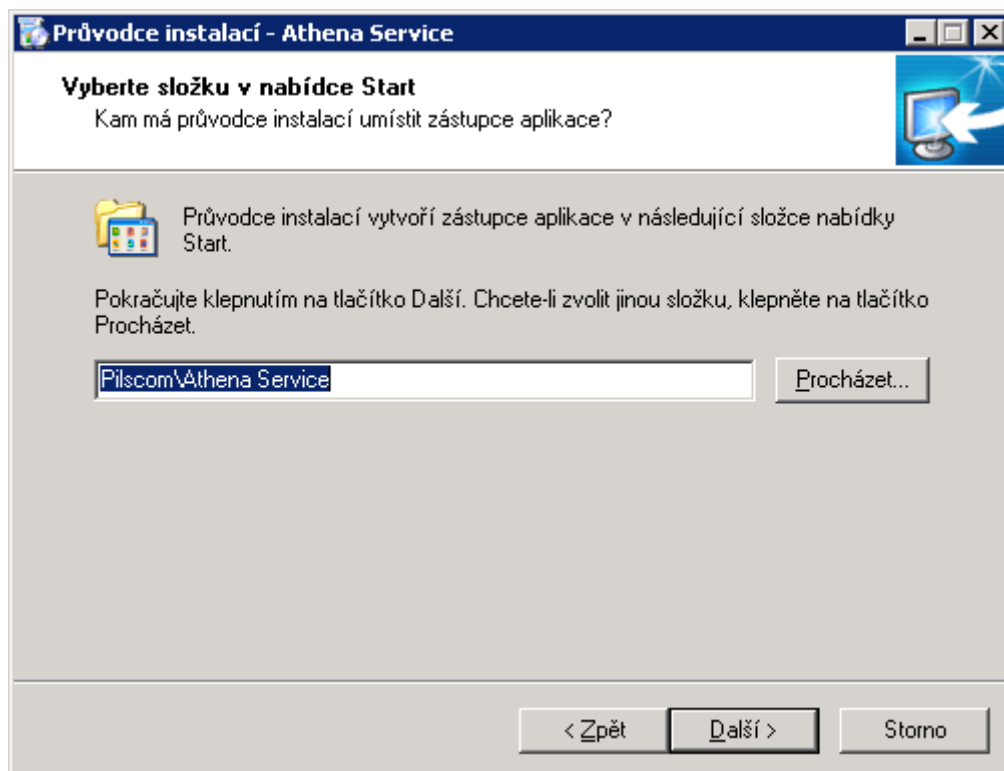 Průvodce instalací - Athena Service
Vyberte složku v nabídce Start
Kam má průvodce instalací umístit zástupce aplikace?
Průvodce instalací vytvoří zástupce aplikace v následující složce nabídky
Start.
Pokračujte klepnutím na tlačítko Další. Chcete-li zvolit jinou složku, klepněte na tlačítko
Procházet.
Pilscom\Athena Service
Procházet...
< Zpět
Další >
Storno